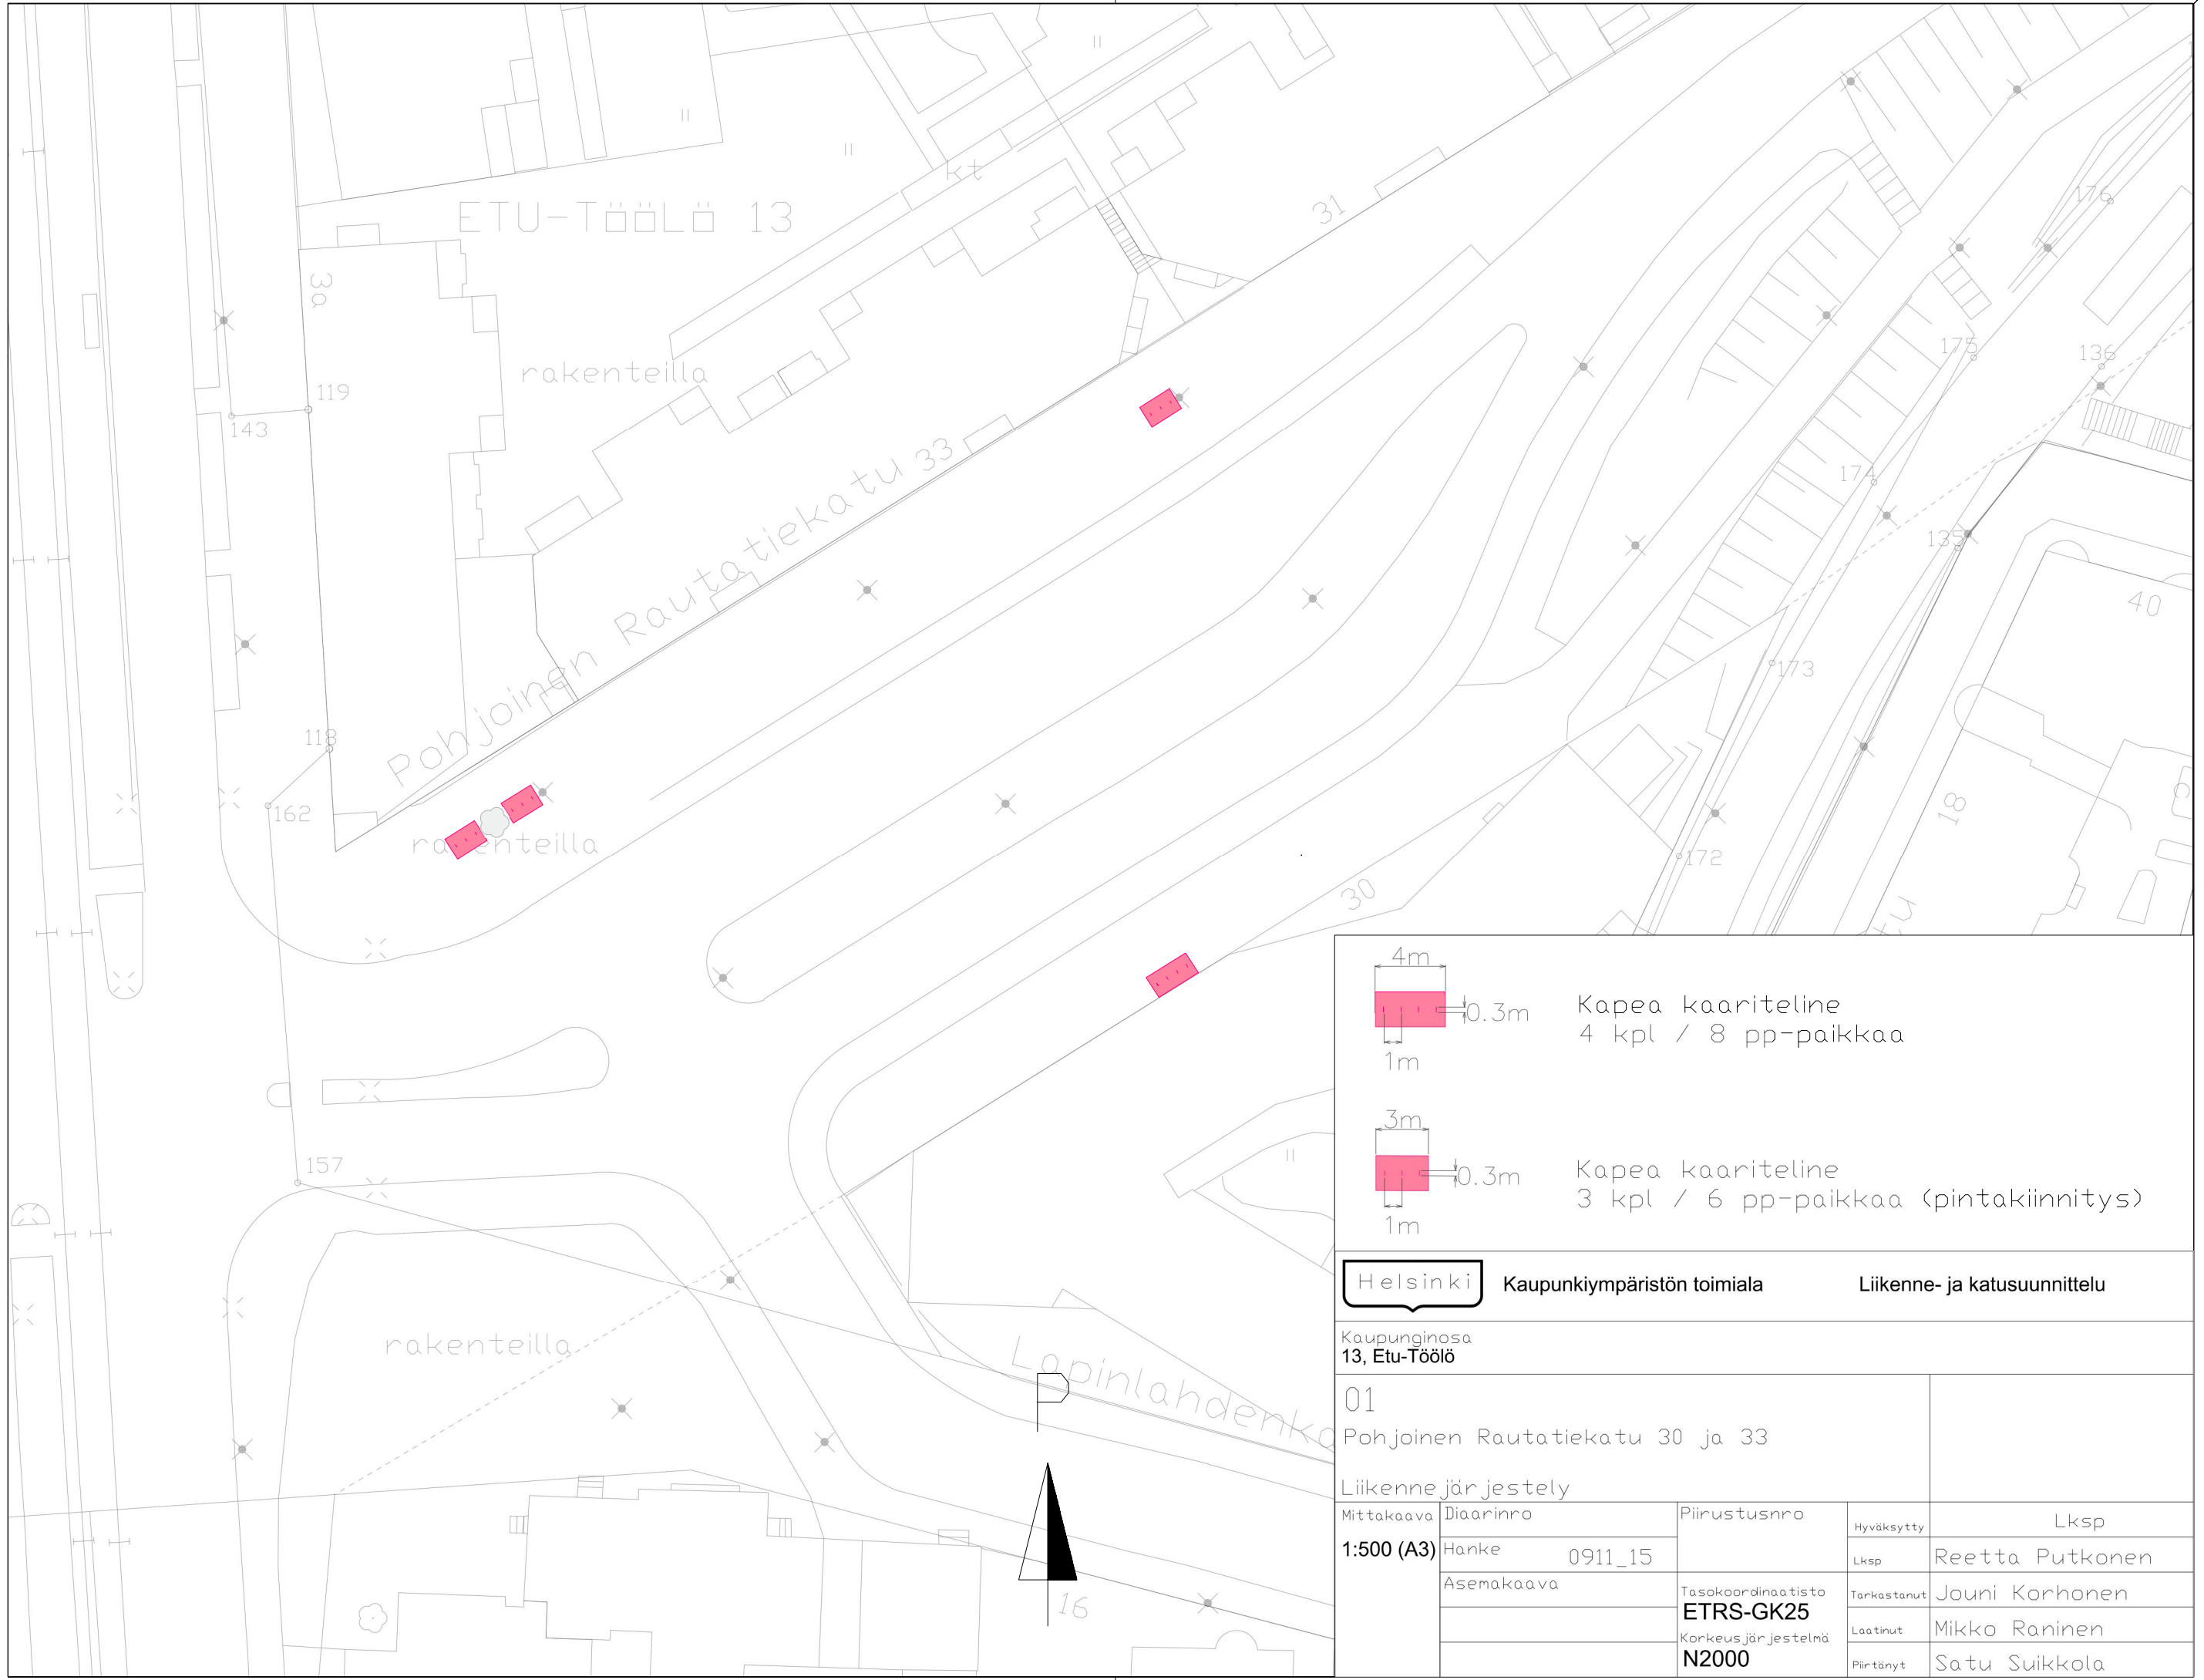 kt
ETU-TööLö 13
31
176
rakenteilla
119
143
175
136
174
135
Pohjoinen Rautatiekatu 33
40
173
118
162
rakenteilla
18
172
30
157
rakenteilla
P
16
4m
0.3m
1m
Kapea kaariteline
4 kpl / 8 pp-paikkaa
3m
0.3m
1m
Kapea kaariteline
3 kpl / 6 pp-paikkaa (pintakiinnitys)
Helsinki
Kaupunkiympäristön toimiala
Liikenne- ja katusuunnittelu
Kaupunginosa
13, Etu-Töölö
01
Pohjoinen Rautatiekatu 30 ja 33
Liikennejärjestely
Mittakaava
1:500 (A3)
Diaarinro
Hanke 0911_15
Asemakaava
Piirustusnro
Tasokoordinaatisto
ETRS-GK25
Korkeusjärjestelmä
N2000
Hyväksytty Lksp
Lksp Reetta Putkonen
Tarkastanut Jouni Korhonen
Laatinut Mikko Raninen
Piirtänyt Satu Suikkola